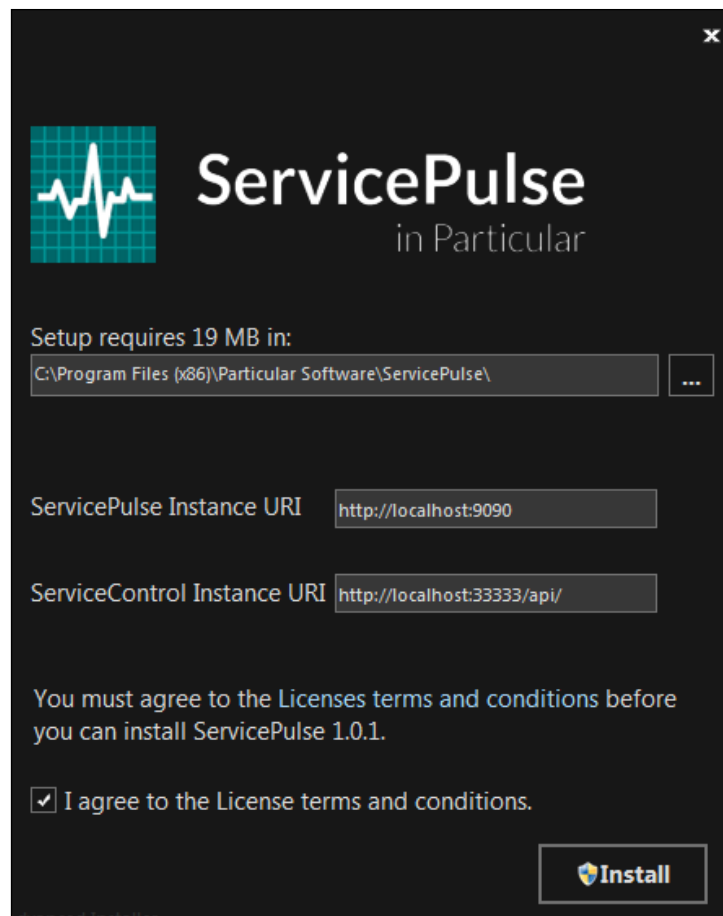 x
ServicePulse
in Particular
Setup requires 19 MB in:
C:\Program Files (x86)\Particular Software\ServicePulse\
...
ServicePulse Instance URI
http://localhost:9090
ServiceControl Instance URI
http://localhost:33333/api/
You must agree to the Licenses terms and conditions before
you can install ServicePulse 1.0.1.
I agree to the License terms and conditions.
Install